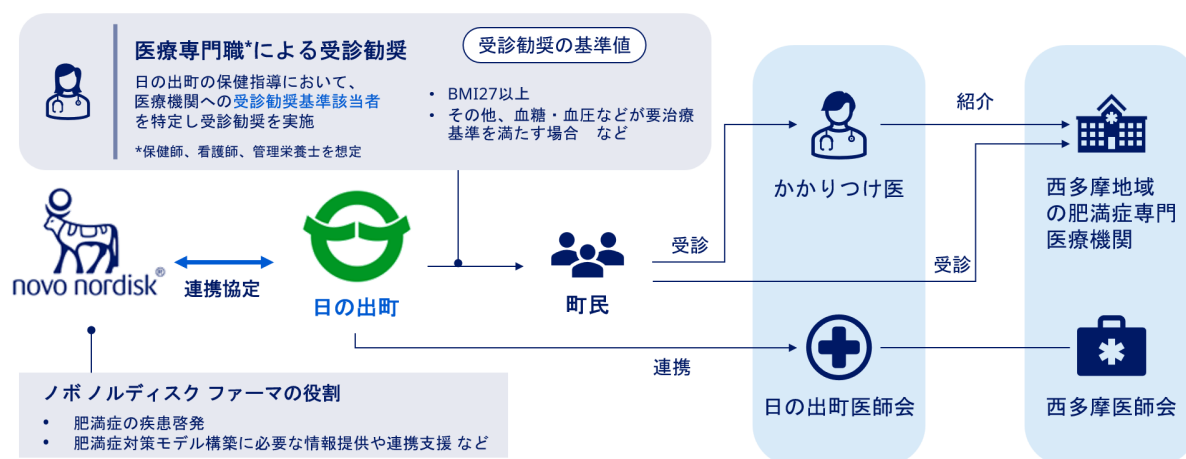 医療専門職*による受診勧奨
日の出町の保健指導において、
医療機関への受診勧奨基準該当者
を特定し受診勧奨を実施
*保健師、看護師、管理栄養士を想定
受診勧奨の基準値
• BMI27以上
• その他、血糖・血圧などが要治療
基準を満たす場合 など
novo nordisk®
連携協定
日の出町
町民
受診
かかりつけ医
紹介
受診
西多摩地域
の肥満症専門
医療機関
連携
日の出町医師会
西多摩医師会
ノボ ノルディスク ファーマの役割
• 肥満症の疾患啓発
• 肥満症対策モデル構築に必要な情報提供や連携支援 など